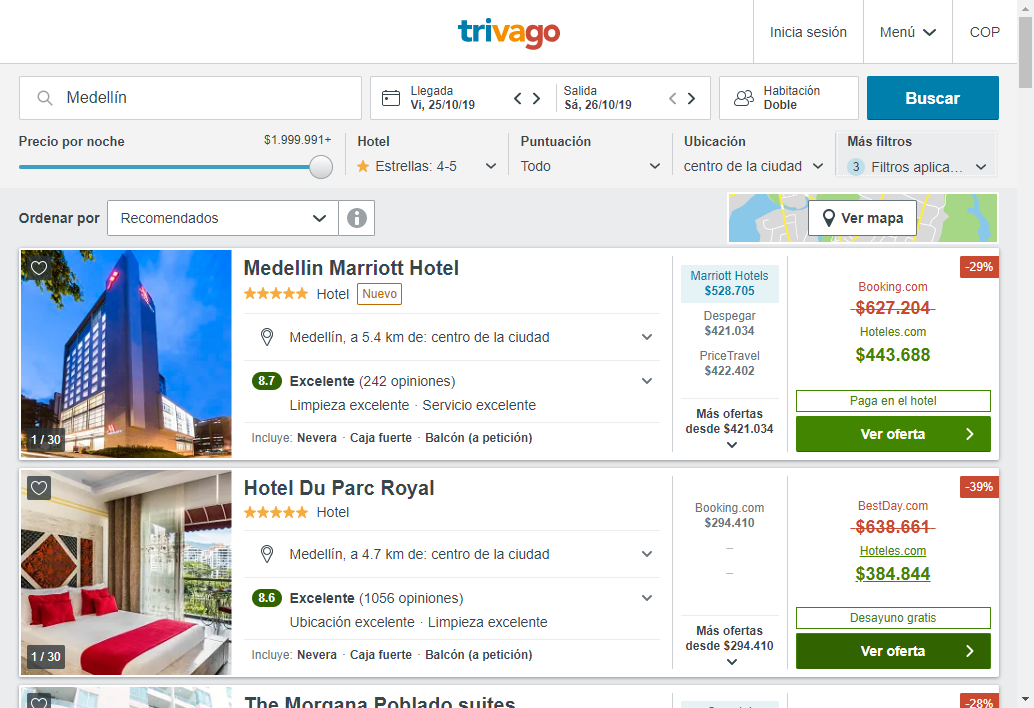 trivago
Inicia sesión
Menú
COP
Medellín
Llegada
Vi, 25/10/19
Salida
Sá, 26/10/19
Habitación
Doble
Buscar
Precio por noche
$1.999.991+
Hotel
Estrellas: 4-5
Puntuación
Todo
Ubicación
centro de la ciudad
Más filtros
3 Filtros aplica...
Ordenar por
Recomendados
Ver mapa
1 / 30
Medellin Marriott Hotel
Hotel Nuevo
Medellín, a 5.4 km de: centro de la ciudad
8.7 Excelente (242 opiniones)
Limpieza excelente · Servicio excelente
Incluye: Nevera · Caja fuerte · Balcón (a petición)
Marriott Hotels
$528.705
Despegar
$421.034
PriceTravel
$422.402
Más ofertas
desde $421.034
-29%
Booking.com
$627.204
Hoteles.com
$443.688
Paga en el hotel
Ver oferta
1 / 30
Hotel Du Parc Royal
Hotel
Medellín, a 4.7 km de: centro de la ciudad
8.6 Excelente (1056 opiniones)
Ubicación excelente · Limpieza excelente
Incluye: Nevera · Caja fuerte · Balcón (a petición)
Booking.com
$294.410
–
–
Más ofertas
desde $294.410
-39%
BestDay.com
$638.661
Hoteles.com
$384.844
Desayuno gratis
Ver oferta
The Morgana Poblado suites
-28%